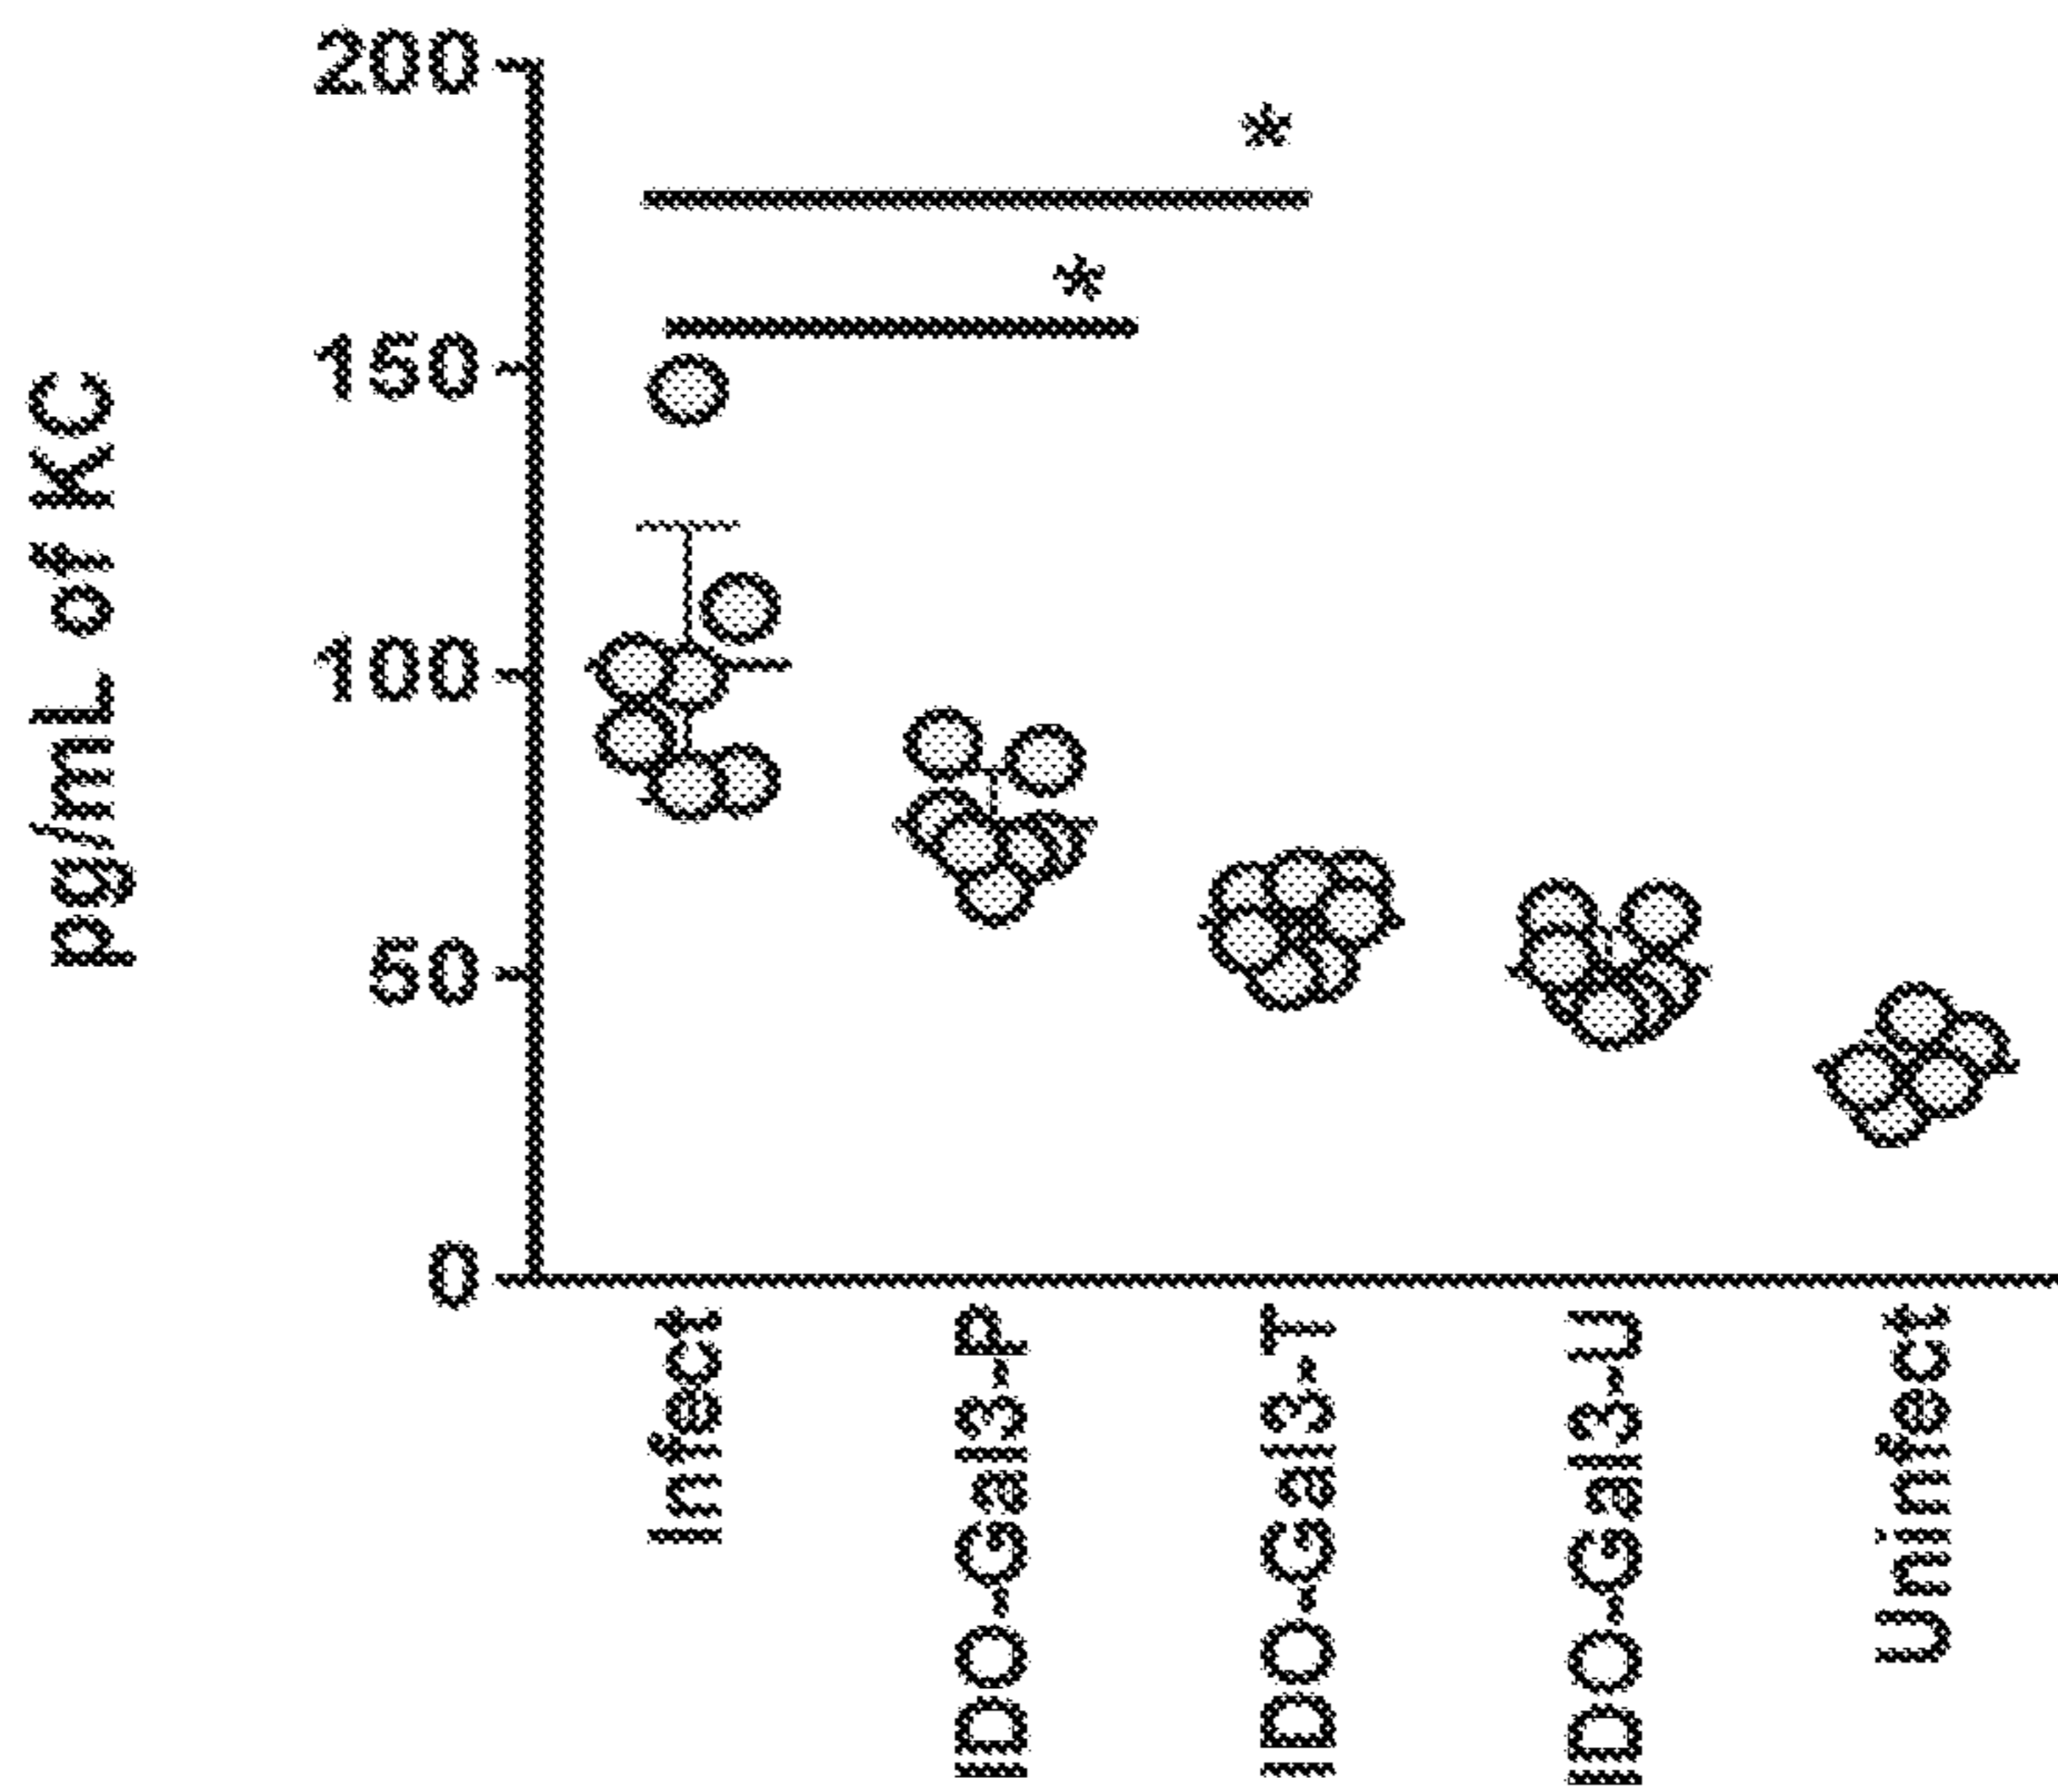 pg/mL of KC
200
150
100
50
0
*
*
Infect
IDO-Gal3-P
IDO-Gal3-T
IDO-Gal3-U
Uninfect